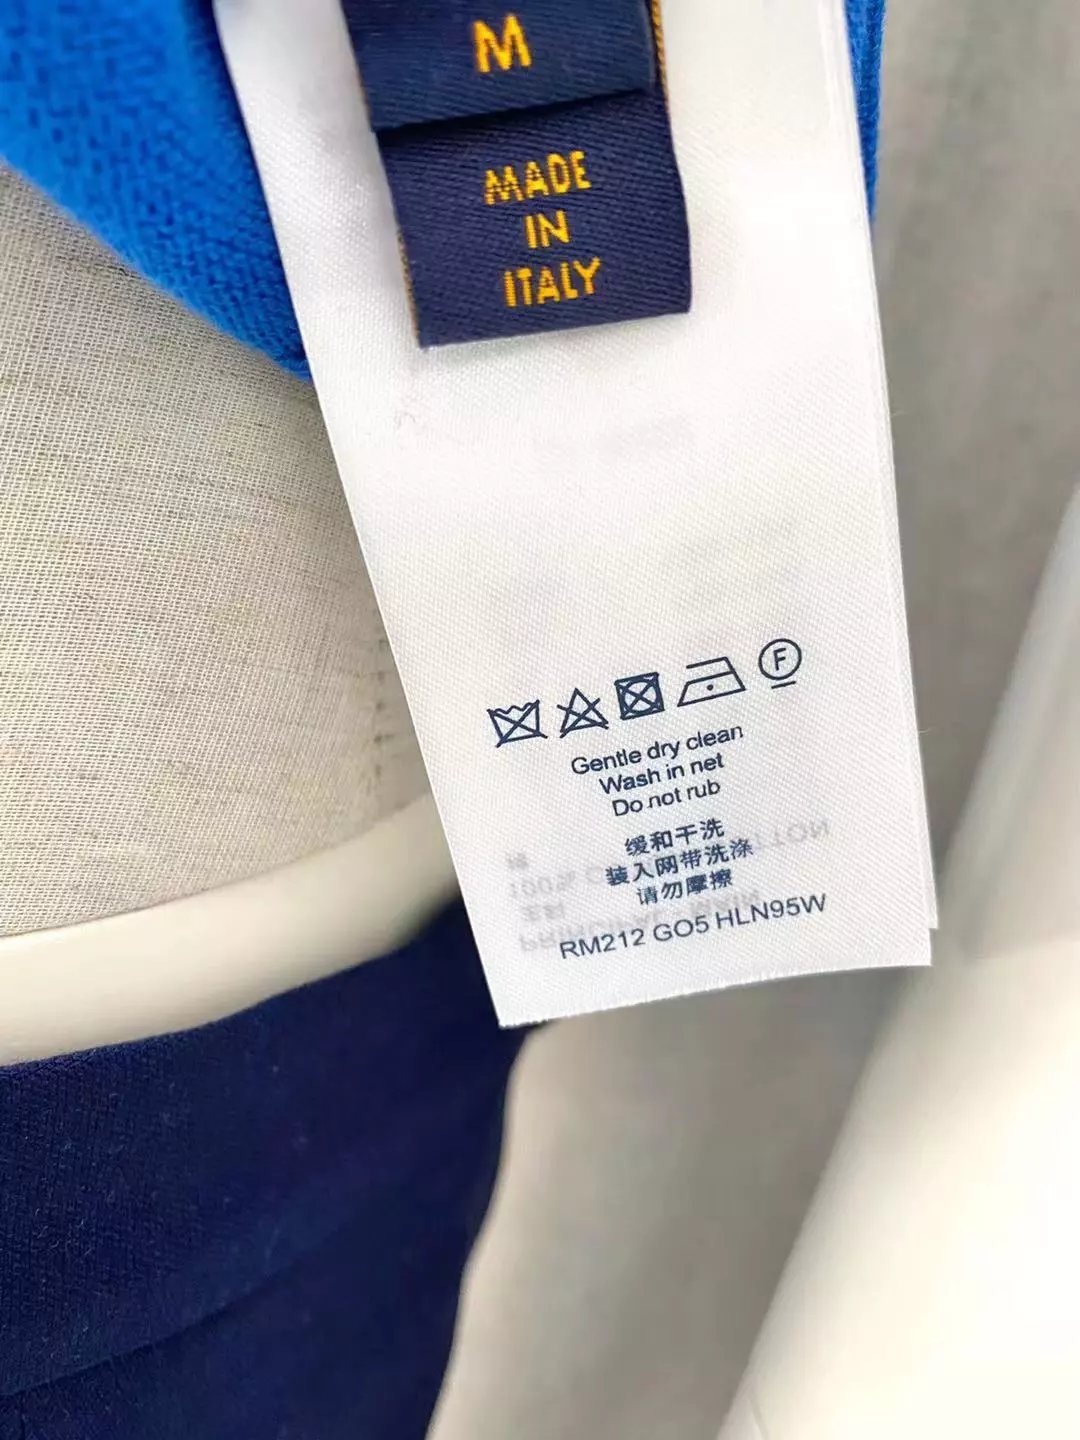 M
MADE
IN
ITALY
F
Gentle dry clean
Wash in net
Do not rub
缓和干洗
装入网带洗涤
请勿摩擦
RM212 GO5 HLN95W